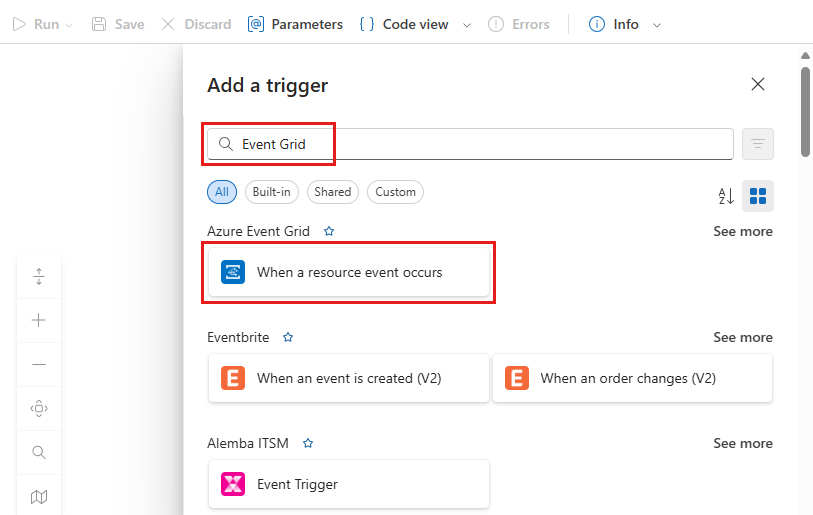 Run Save Discard Parameters Code view Errors Info
Add a trigger
Event Grid
All Built-in Shared Custom
Azure Event Grid See more
When a resource event occurs
Eventbrite See more
When an event is created (V2) When an order changes (V2)
Alemba ITSM See more
Event Trigger